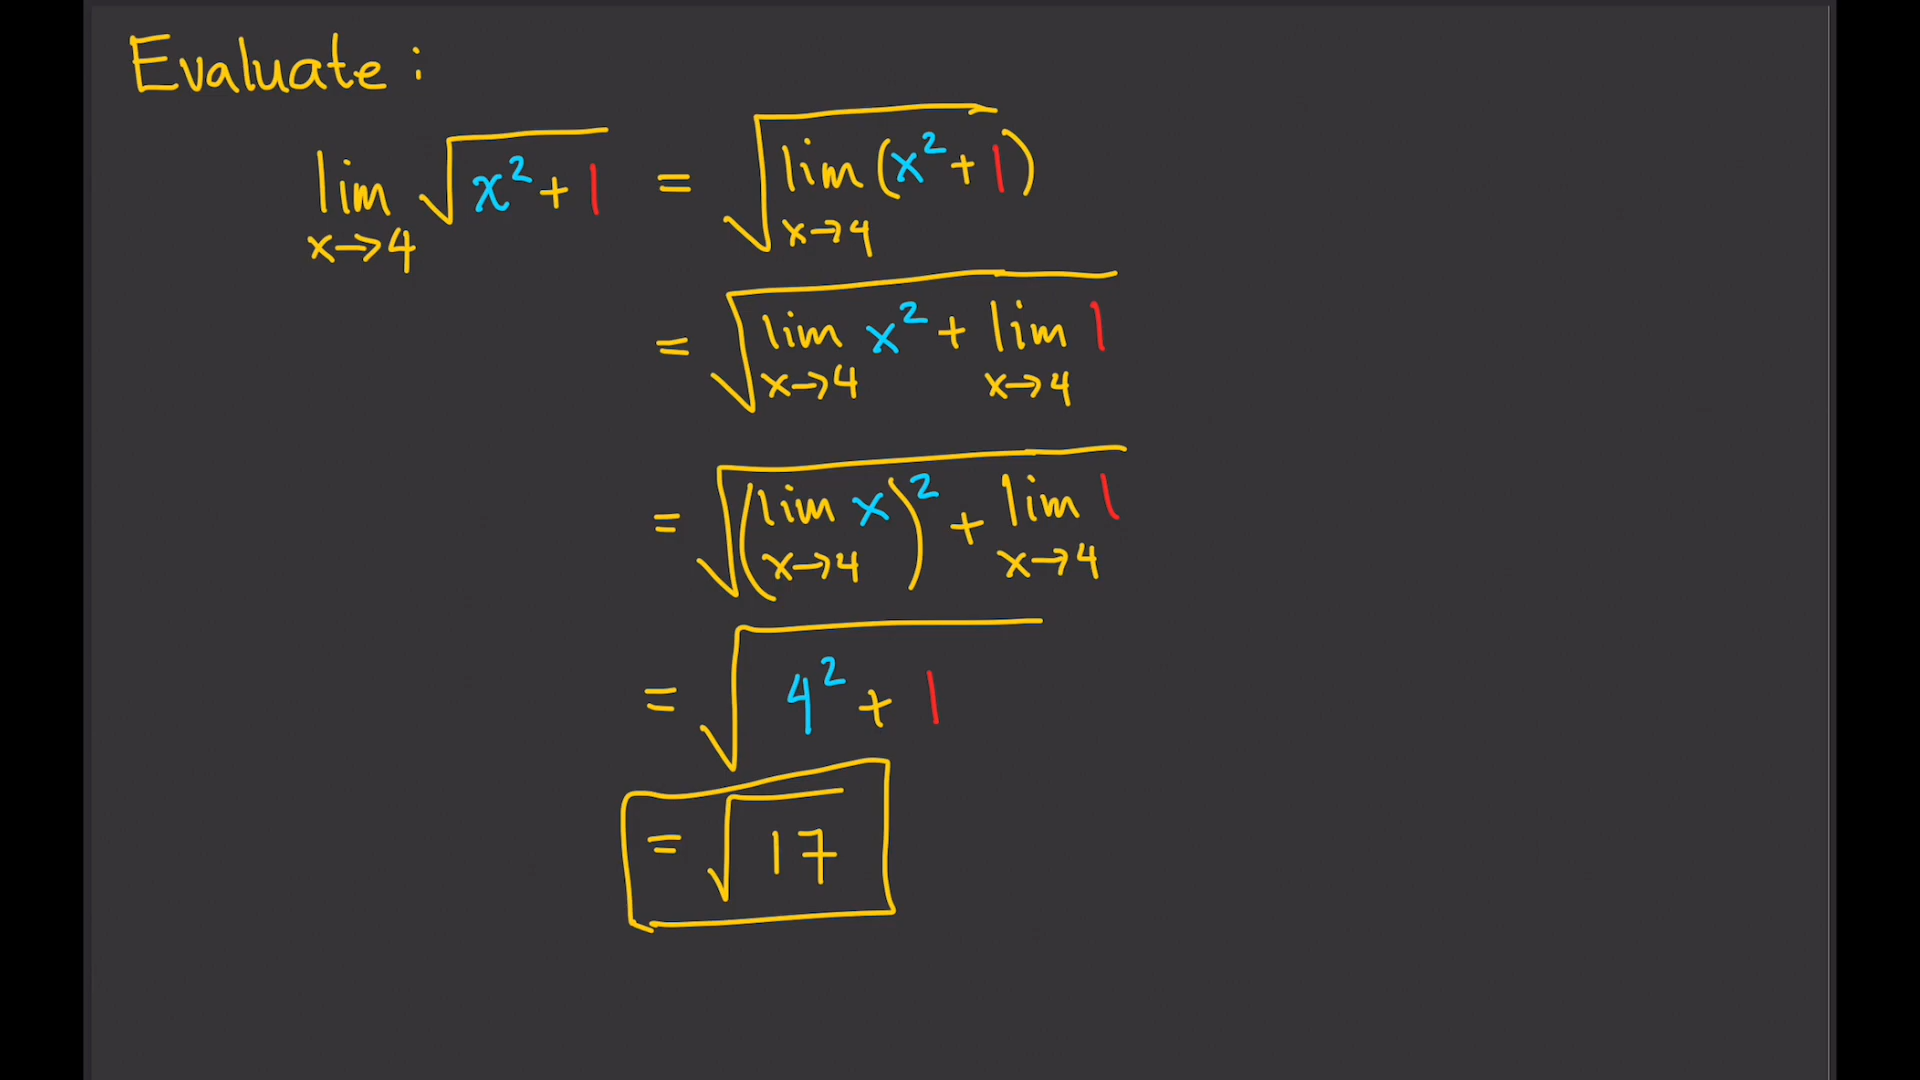 Evaluate :
lim x→4 √(x² + 1) = √(lim x→4 (x² + 1))
= √(lim x→4 x² + lim x→4 1)
= √((lim x→4 x)² + lim x→4 1)
= √(4² + 1)
= √17